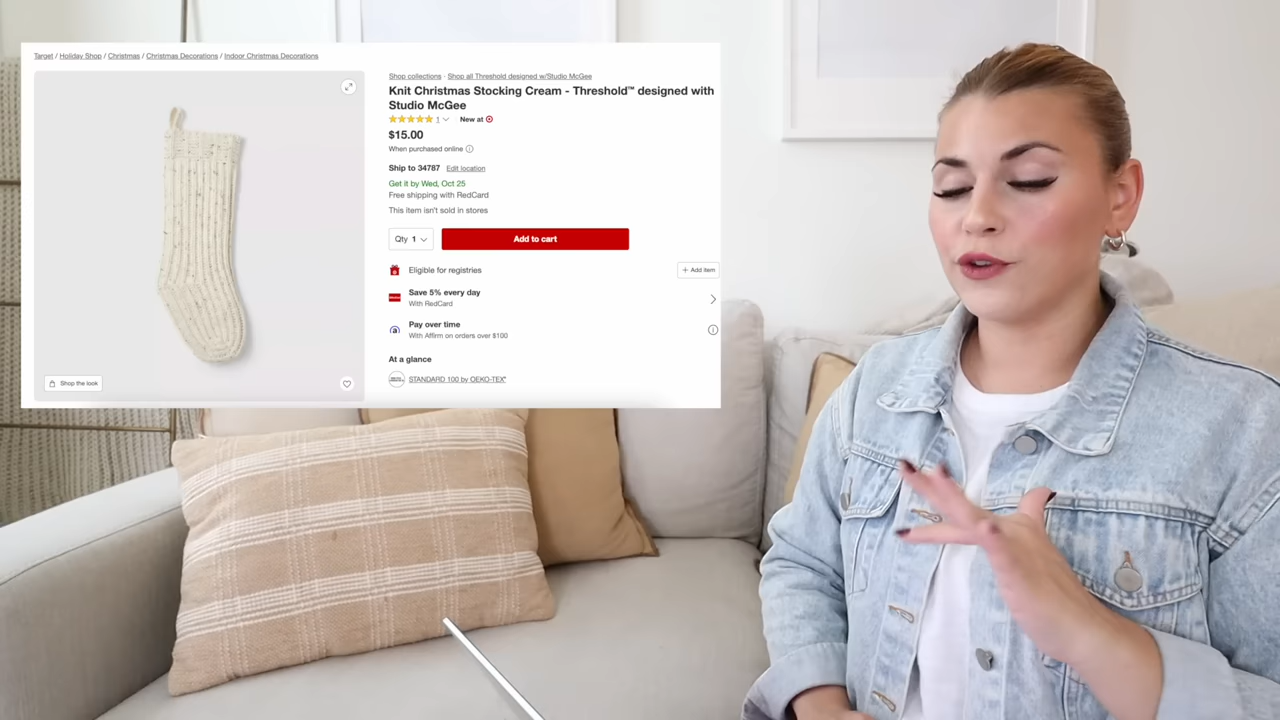 Target / Holiday Shop / Christmas / Christmas Decorations / Indoor Christmas Decorations
Shop collections · Shop all Threshold designed w/Studio McGee
Knit Christmas Stocking Cream - Threshold™ designed with
Studio McGee
1
New at
$15.00
When purchased online
Ship to 34787 Edit location
Get it by Wed, Oct 25
Free shipping with RedCard
This item isn't sold in stores
Qty 1
Add to cart
Eligible for registries
+ Add item
Save 5% every day
With RedCard
Pay over time
With Affirm on orders over $100
At a glance
STANDARD 100 by OEKO-TEX®
Shop the look